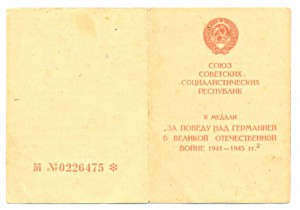 СОЮЗ
СОВЕТСКИХ
СОЦИАЛИСТИЧЕСКИХ
РЕСПУБЛИК
К МЕДАЛИ
„ЗА ПОБЕДУ НАД ГЕРМАНИЕЙ
В ВЕЛИКОЙ ОТЕЧЕСТВЕННОЙ
ВОЙНЕ 1941—1945 гг.“
М №0226475 *